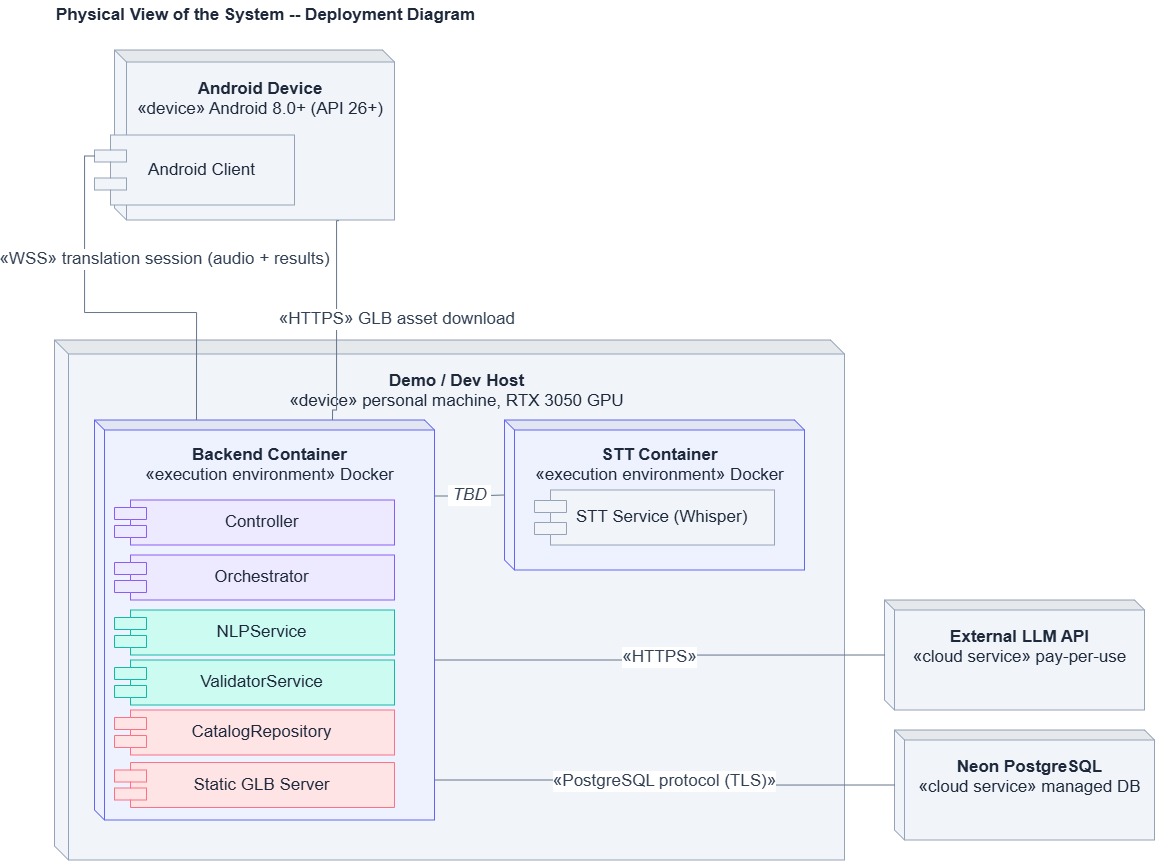 Physical View of the System -- Deployment Diagram
Android Device
«device» Android 8.0+ (API 26+)
Android Client
«WSS» translation session (audio + results)
«HTTPS» GLB asset download
Demo / Dev Host
«device» personal machine, RTX 3050 GPU
Backend Container
«execution environment» Docker
Controller
Orchestrator
NLPService
ValidatorService
CatalogRepository
Static GLB Server
TBD
STT Container
«execution environment» Docker
STT Service (Whisper)
«HTTPS»
External LLM API
«cloud service» pay-per-use
«PostgreSQL protocol (TLS)»
Neon PostgreSQL
«cloud service» managed DB